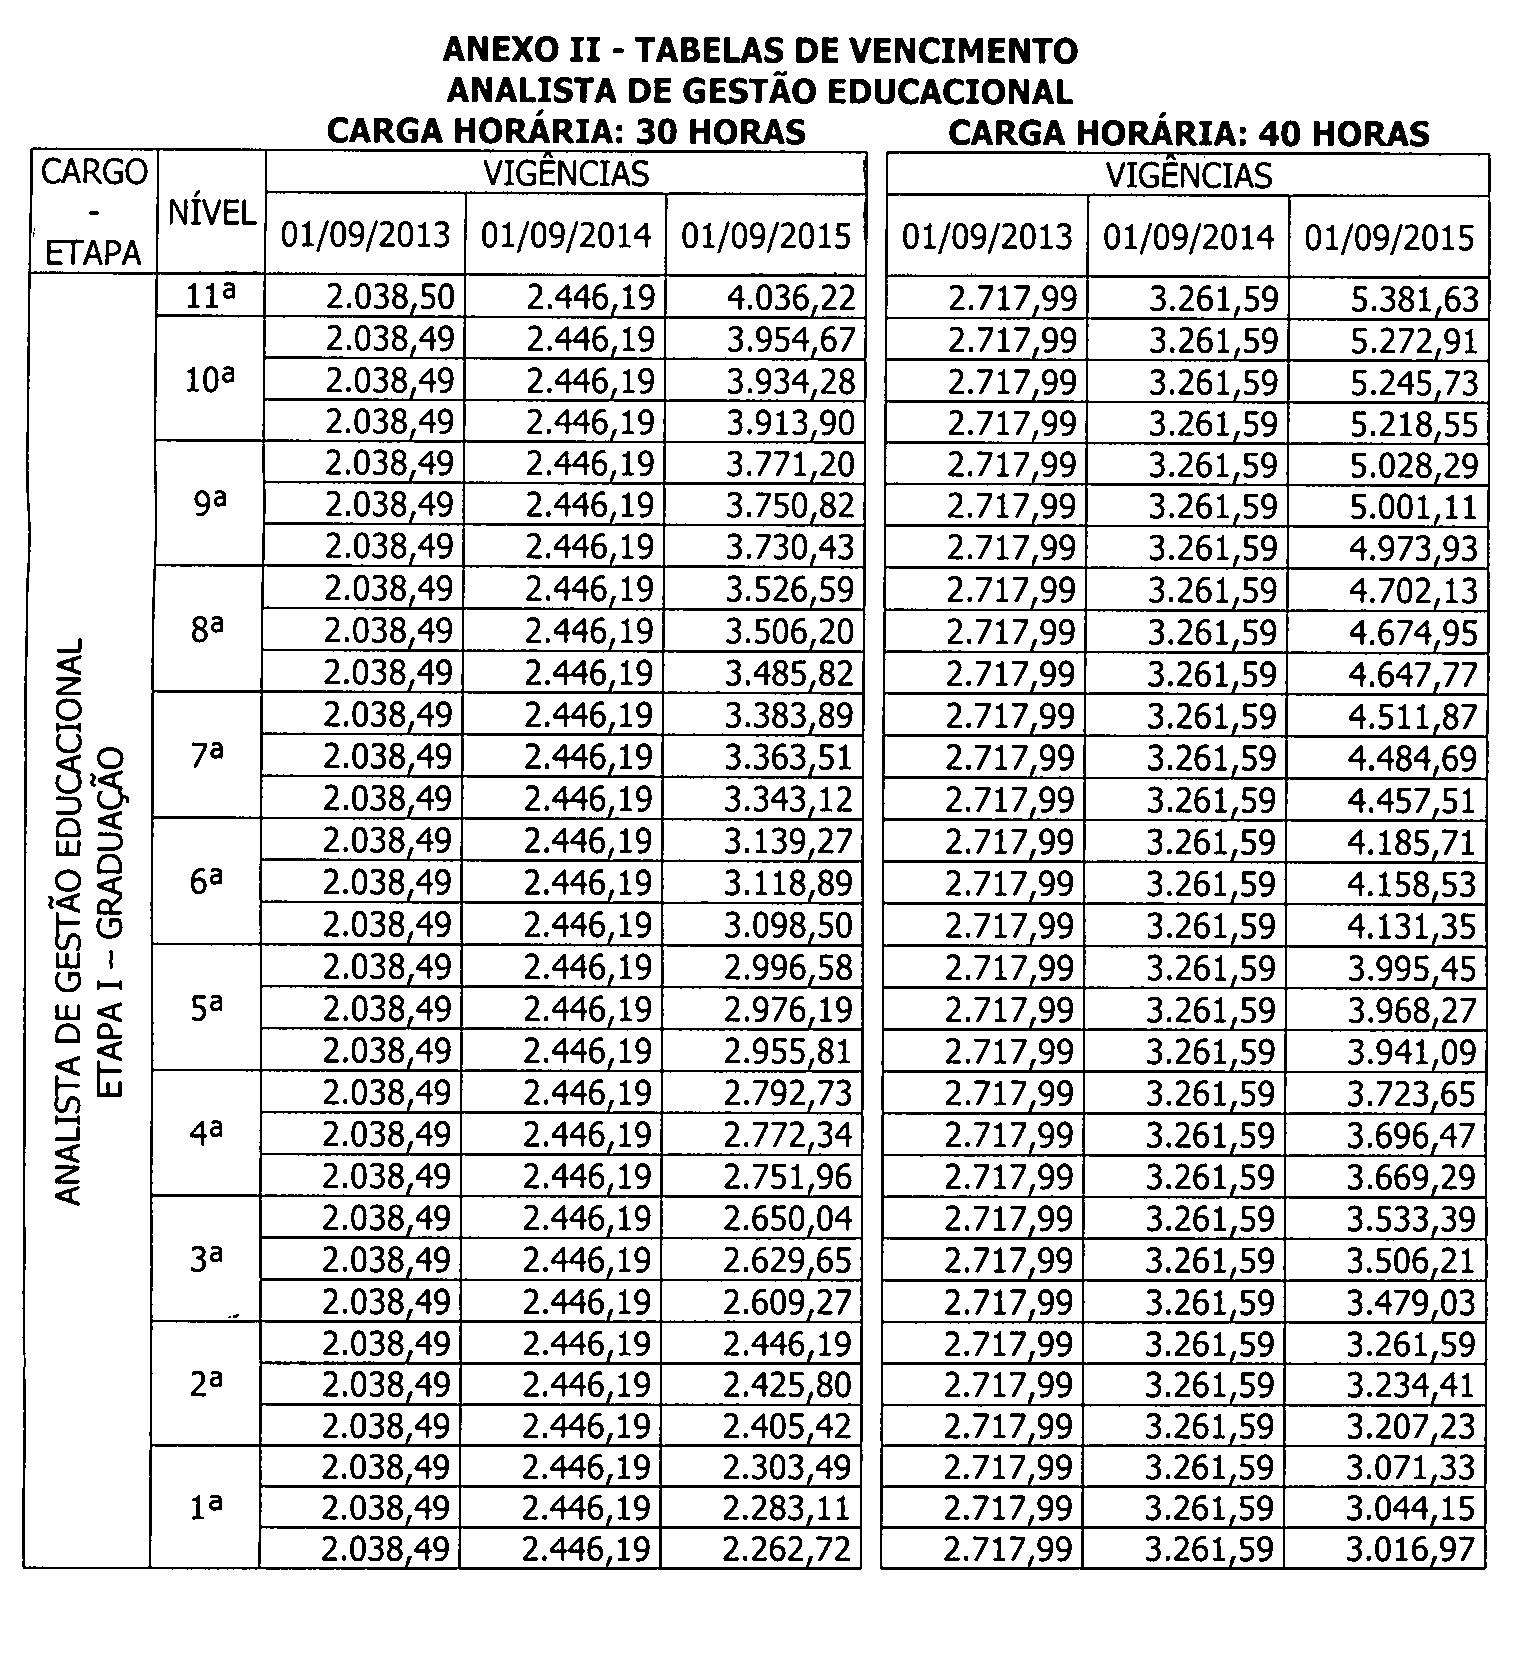 ANEXO II - TABELAS DE VENCIMENTO
ANALISTA DE GESTÃO EDUCACIONAL
CARGA HORÁRIA: 30 HORAS CARGA HORÁRIA: 40 HORAS
CARGO - ETAPA NÍVEL VIGÊNCIAS VIGÊNCIAS
01/09/2013 01/09/2014 01/09/2015 01/09/2013 01/09/2014 01/09/2015
ANALISTA DE GESTÃO EDUCACIONAL
ETAPA I – GRADUAÇÃO
11ª 2.038,50 2.446,19 4.036,22 2.717,99 3.261,59 5.381,63
2.038,49 2.446,19 3.954,67 2.717,99 3.261,59 5.272,91
10ª 2.038,49 2.446,19 3.934,28 2.717,99 3.261,59 5.245,73
2.038,49 2.446,19 3.913,90 2.717,99 3.261,59 5.218,55
2.038,49 2.446,19 3.771,20 2.717,99 3.261,59 5.028,29
9ª 2.038,49 2.446,19 3.750,82 2.717,99 3.261,59 5.001,11
2.038,49 2.446,19 3.730,43 2.717,99 3.261,59 4.973,93
2.038,49 2.446,19 3.526,59 2.717,99 3.261,59 4.702,13
8ª 2.038,49 2.446,19 3.506,20 2.717,99 3.261,59 4.674,95
2.038,49 2.446,19 3.485,82 2.717,99 3.261,59 4.647,77
2.038,49 2.446,19 3.383,89 2.717,99 3.261,59 4.511,87
7ª 2.038,49 2.446,19 3.363,51 2.717,99 3.261,59 4.484,69
2.038,49 2.446,19 3.343,12 2.717,99 3.261,59 4.457,51
2.038,49 2.446,19 3.139,27 2.717,99 3.261,59 4.185,71
6ª 2.038,49 2.446,19 3.118,89 2.717,99 3.261,59 4.158,53
2.038,49 2.446,19 3.098,50 2.717,99 3.261,59 4.131,35
2.038,49 2.446,19 2.996,58 2.717,99 3.261,59 3.995,45
5ª 2.038,49 2.446,19 2.976,19 2.717,99 3.261,59 3.968,27
2.038,49 2.446,19 2.955,81 2.717,99 3.261,59 3.941,09
2.038,49 2.446,19 2.792,73 2.717,99 3.261,59 3.723,65
4ª 2.038,49 2.446,19 2.772,34 2.717,99 3.261,59 3.696,47
2.038,49 2.446,19 2.751,96 2.717,99 3.261,59 3.669,29
2.038,49 2.446,19 2.650,04 2.717,99 3.261,59 3.533,39
3ª 2.038,49 2.446,19 2.629,65 2.717,99 3.261,59 3.506,21
2.038,49 2.446,19 2.609,27 2.717,99 3.261,59 3.479,03
2.038,49 2.446,19 2.446,19 2.717,99 3.261,59 3.261,59
2ª 2.038,49 2.446,19 2.425,80 2.717,99 3.261,59 3.234,41
2.038,49 2.446,19 2.405,42 2.717,99 3.261,59 3.207,23
2.038,49 2.446,19 2.303,49 2.717,99 3.261,59 3.071,33
1ª 2.038,49 2.446,19 2.283,11 2.717,99 3.261,59 3.044,15
2.038,49 2.446,19 2.262,72 2.717,99 3.261,59 3.016,97